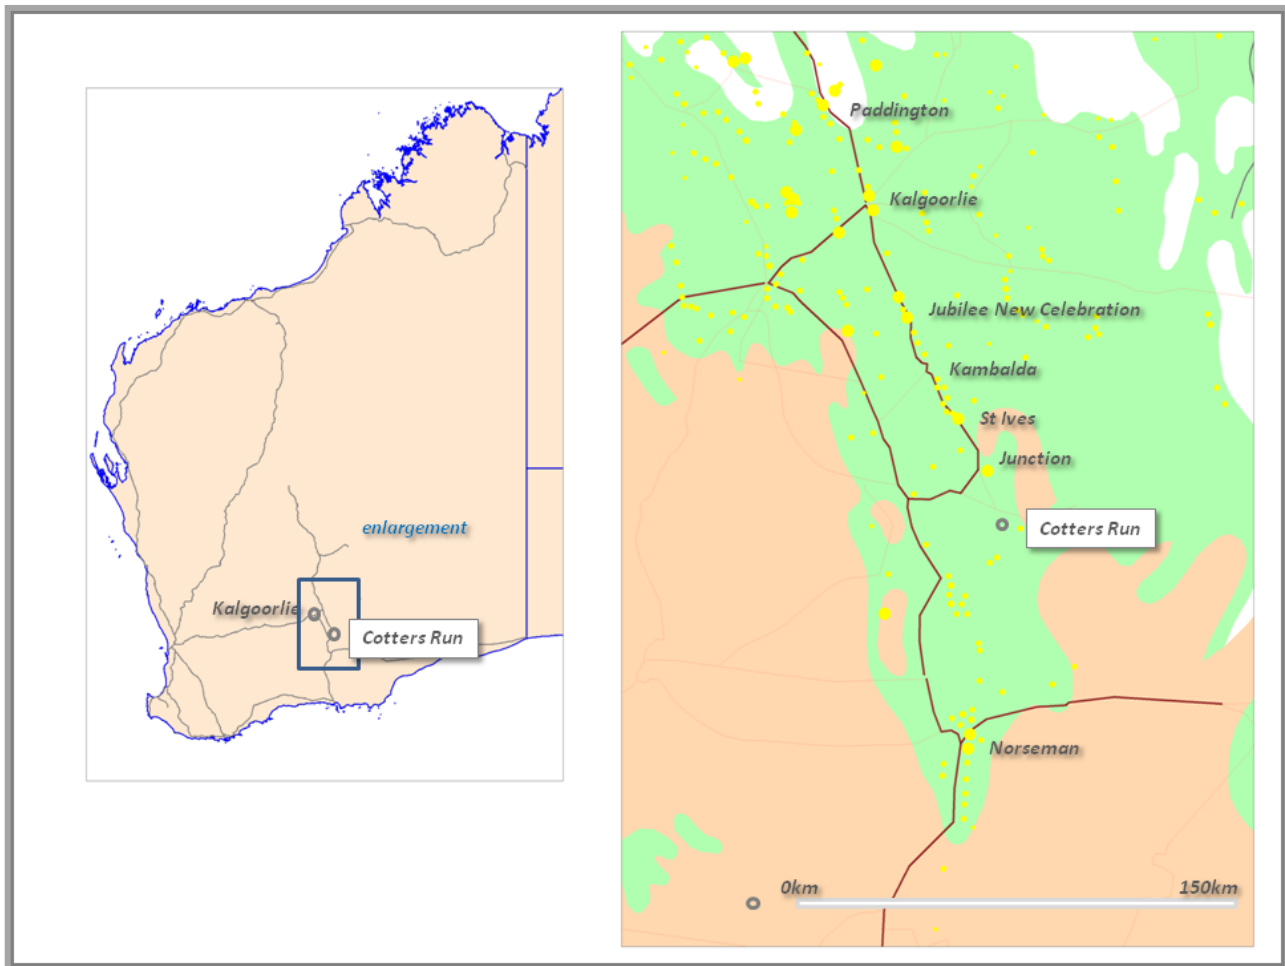 enlargement
Kalgoorlie
Cotters Run
Paddington
Kalgoorlie
Jubilee New Celebration
Kambalda
St Ives
Junction
Cotters Run
Norseman
0km 150km